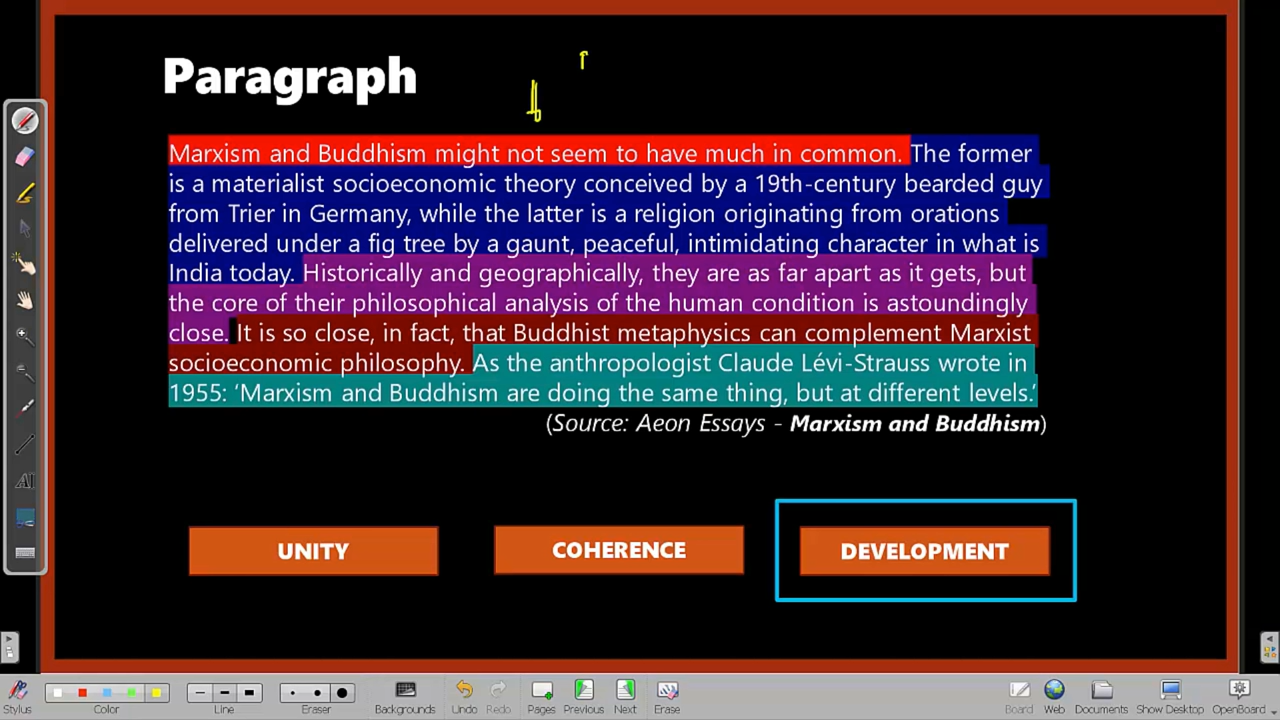 Paragraph
Marxism and Buddhism might not seem to have much in common. The former
is a materialist socioeconomic theory conceived by a 19th-century bearded guy
from Trier in Germany, while the latter is a religion originating from orations
delivered under a fig tree by a gaunt, peaceful, intimidating character in what is
India today. Historically and geographically, they are as far apart as it gets, but
the core of their philosophical analysis of the human condition is astoundingly
close. It is so close, in fact, that Buddhist metaphysics can complement Marxist
socioeconomic philosophy. As the anthropologist Claude Lévi-Strauss wrote in
1955: ‘Marxism and Buddhism are doing the same thing, but at different levels.’
(Source: Aeon Essays - Marxism and Buddhism)
UNITY COHERENCE DEVELOPMENT
AI
Stylus Color Line Eraser Backgrounds Undo Redo Pages Previous Next Erase Board Web Documents Show Desktop OpenBoard